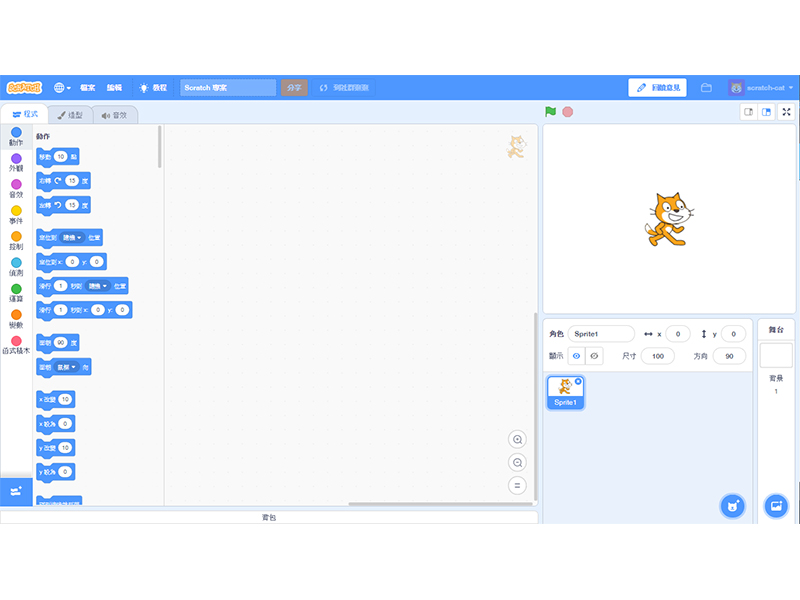 SCRATCH
檔案 編輯 教程 Scratch 專案 分享 回饋意見 scratch-cat
程式 造型 音效
動作
外觀
音效
事件
控制
偵測
運算
變數
函式積木
動作
移動 10 點
右轉 15 度
左轉 15 度
定位到 隨機 位置
定位到 x: 0 y: 0
滑行 1 秒到 隨機 位置
滑行 1 秒到 x: 0 y: 0
面朝 90 度
面朝 鼠標 向
x 改變 10
x 設為 0
y 改變 10
y 設為 0
背包
角色 Sprite1 x 0 y 0
顯示 尺寸 100 方向 90
Sprite1
舞台
背景
1